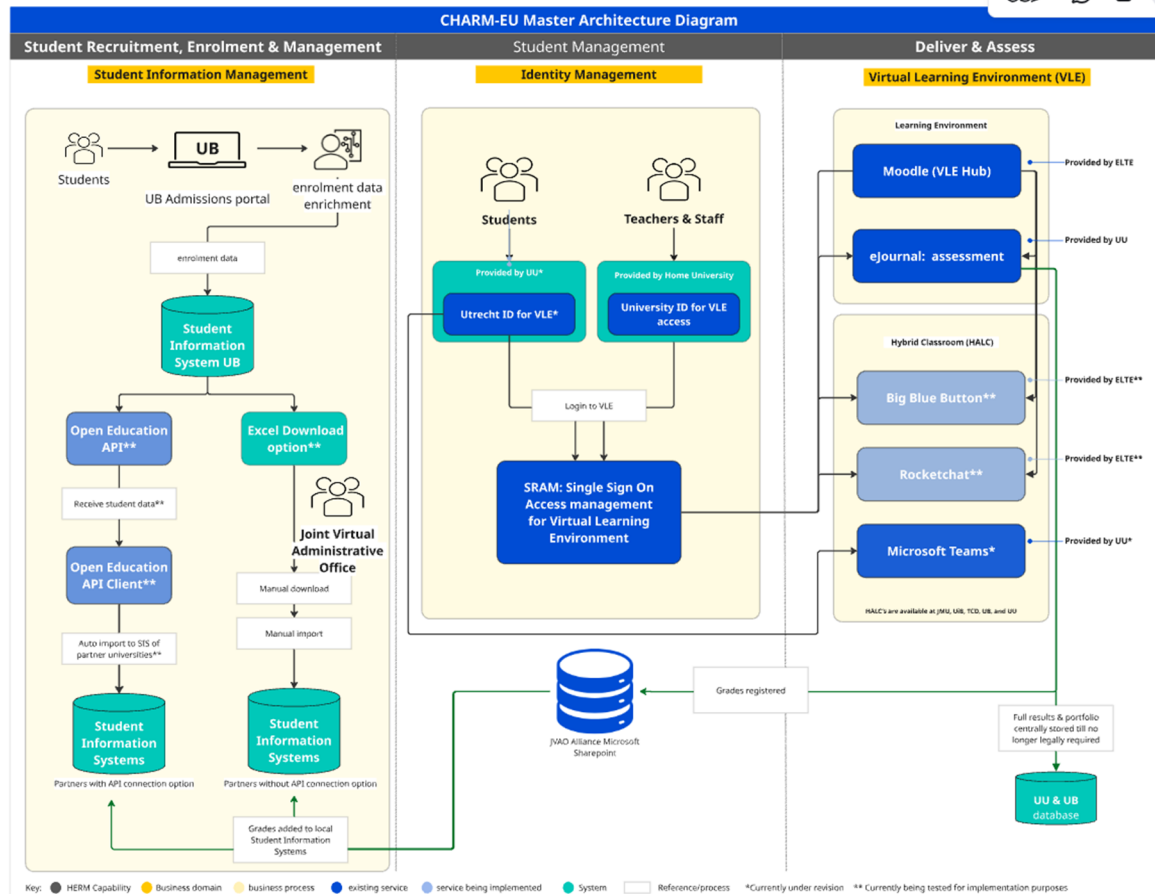 CHARM-EU Master Architecture Diagram
Student Recruitment, Enrolment & Management
Student Management
Deliver & Assess
Student Information Management
Identity Management
Virtual Learning Environment (VLE)
Students
UB
UB Admissions portal
enrolment data
enrichment
enrolment data
Student
Information
System UB
Open Education
API**
Excel Download
option**
Receive student data**
Joint Virtual
Administrative
Office
Open Education
API Client**
Manual download
Manual import
Auto import to SIS of
partner universities**
Student
Information
Systems
Student
Information
Systems
Partners with API connection option
Partners without API connection option
Grades added to local
Student Information
Systems
Students
Teachers & Staff
Provided by UU*
Utrecht ID for VLE*
Provided by Home University
University ID for VLE
access
Login to VLE
SRAM: Single Sign On
Access management
for Virtual Learning
Environment
JVAO Alliance Microsoft
Sharepoint
Grades registered
Learning Environment
Moodle (VLE Hub)
Provided by ELTE
eJournal: assessment
Provided by UU
Hybrid Classroom (HALC)
Big Blue Button**
Provided by ELTE**
Rocketchat**
Provided by ELTE**
Microsoft Teams*
Provided by UU*
HALC's are available at JMU, UiB, TCD, UB, and UU
Full results & portfolio
centrally stored till no
longer legally required
UU & UB
database
Key: HERM Capability Business domain business process existing service service being implemented System Reference/process *Currently under revision ** Currently being tested for implementation purposes